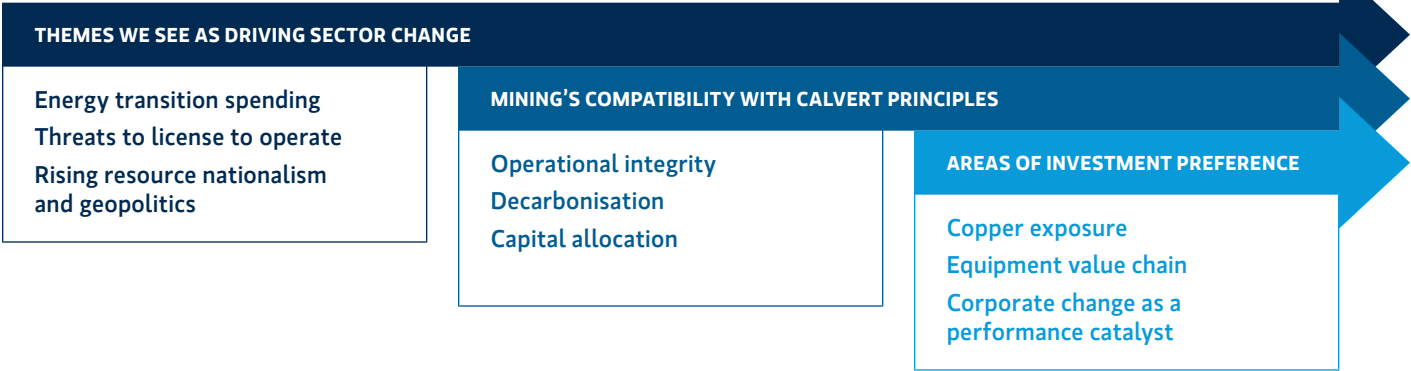 THEMES WE SEE AS DRIVING SECTOR CHANGE
Energy transition spending
Threats to license to operate
Rising resource nationalism
and geopolitics
MINING'S COMPATIBILITY WITH CALVERT PRINCIPLES
Operational integrity
Decarbonisation
Capital allocation
AREAS OF INVESTMENT PREFERENCE
Copper exposure
Equipment value chain
Corporate change as a
performance catalyst